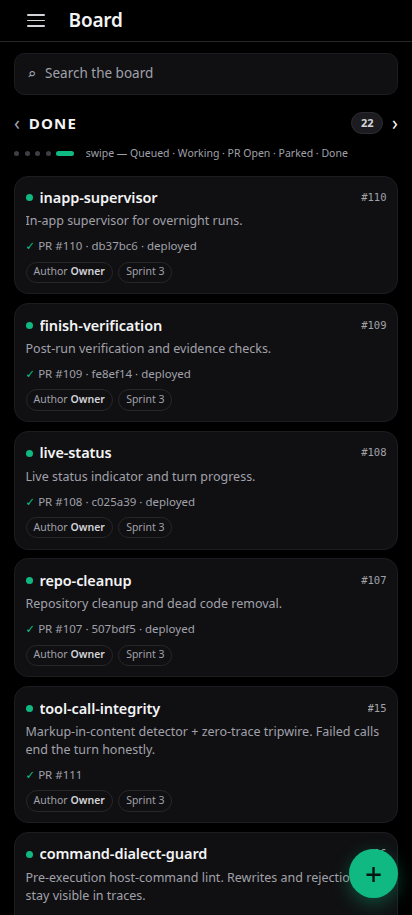 Board
Search the board
‹ DONE 22 ›
swipe — Queued · Working · PR Open · Parked · Done
inapp-supervisor #110
In-app supervisor for overnight runs.
✓ PR #110 · db37bc6 · deployed
Author Owner Sprint 3
finish-verification #109
Post-run verification and evidence checks.
✓ PR #109 · fe8ef14 · deployed
Author Owner Sprint 3
live-status #108
Live status indicator and turn progress.
✓ PR #108 · c025a39 · deployed
Author Owner Sprint 3
repo-cleanup #107
Repository cleanup and dead code removal.
✓ PR #107 · 507bdf5 · deployed
Author Owner Sprint 3
tool-call-integrity #15
Markup-in-content detector + zero-trace tripwire. Failed calls
end the turn honestly.
✓ PR #111
Author Owner Sprint 3
command-dialect-guard
Pre-execution host-command lint. Rewrites and
stay visible in traces.
+